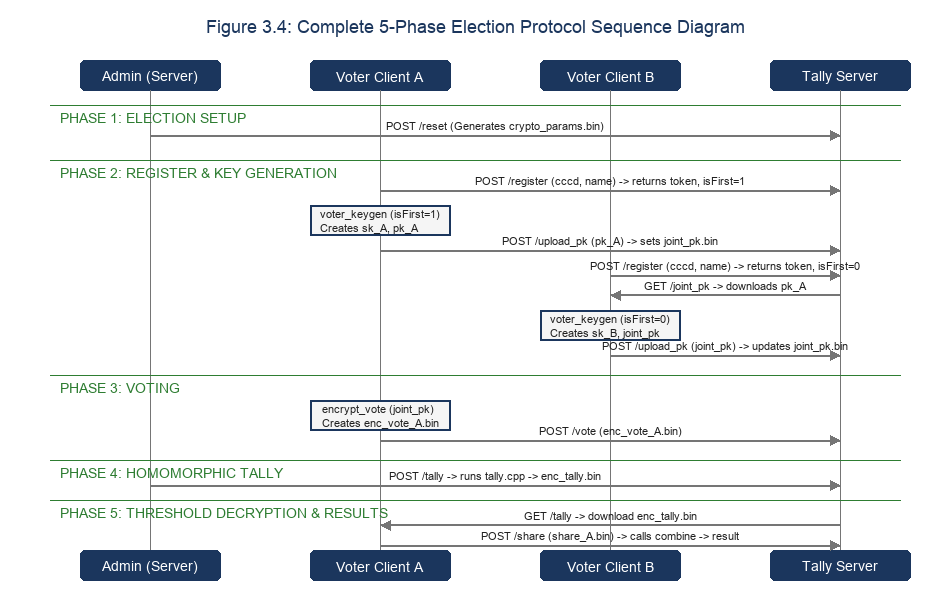 Figure 3.4: Complete 5-Phase Election Protocol Sequence Diagram
Admin (Server)
Voter Client A
Voter Client B
Tally Server
PHASE 1: ELECTION SETUP
POST /reset (Generates crypto_params.bin)
PHASE 2: REGISTER & KEY GENERATION
POST /register (cccd, name) -> returns token, isFirst=1
voter_keygen (isFirst=1)
Creates sk_A, pk_A
POST /upload_pk (pk_A) -> sets joint_pk.bin
POST /register (cccd, name) -> returns token, isFirst=0
GET /joint_pk -> downloads pk_A
voter_keygen (isFirst=0)
Creates sk_B, joint_pk
POST /upload_pk (joint_pk) -> updates joint_pk.bin
PHASE 3: VOTING
encrypt_vote (joint_pk)
Creates enc_vote_A.bin
POST /vote (enc_vote_A.bin)
PHASE 4: HOMOMORPHIC TALLY
POST /tally -> runs tally.cpp -> enc_tally.bin
PHASE 5: THRESHOLD DECRYPTION & RESULTS
GET /tally -> download enc_tally.bin
POST /share (share_A.bin) -> calls combine -> result
Admin (Server)
Voter Client A
Voter Client B
Tally Server